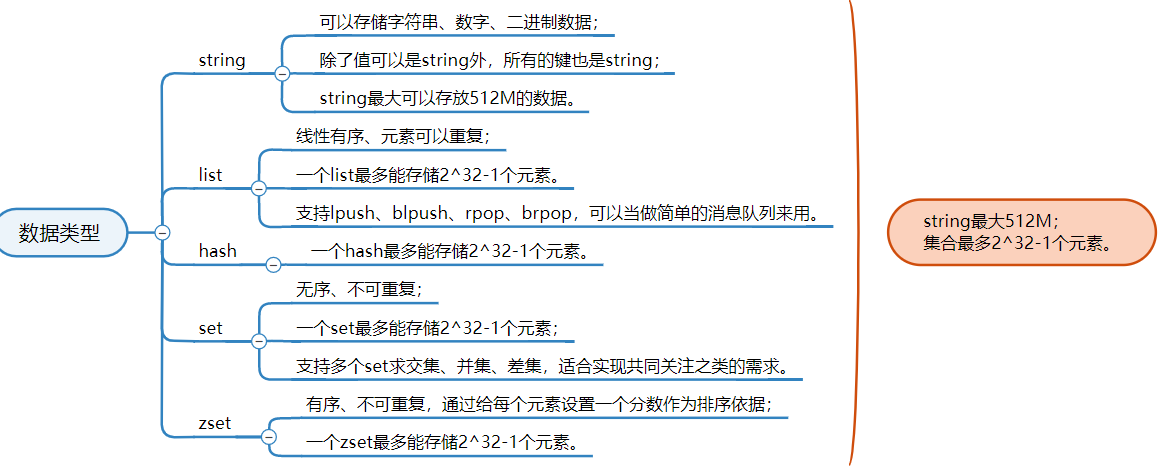 数据类型
string
可以存储字符串、数字、二进制数据；
除了值可以是string外，所有的键也是string；
string最大可以存放512M的数据。
list
线性有序、元素可以重复；
一个list最多能存储2^32-1个元素。
支持lpush、blpush、rpop、brpop，可以当做简单的消息队列来用。
hash
一个hash最多能存储2^32-1个元素。
set
无序、不可重复；
一个set最多能存储2^32-1个元素；
支持多个set求交集、并集、差集，适合实现共同关注之类的需求。
zset
有序、不可重复，通过给每个元素设置一个分数作为排序依据；
一个zset最多能存储2^32-1个元素。
string最大512M；
集合最多2^32-1个元素。